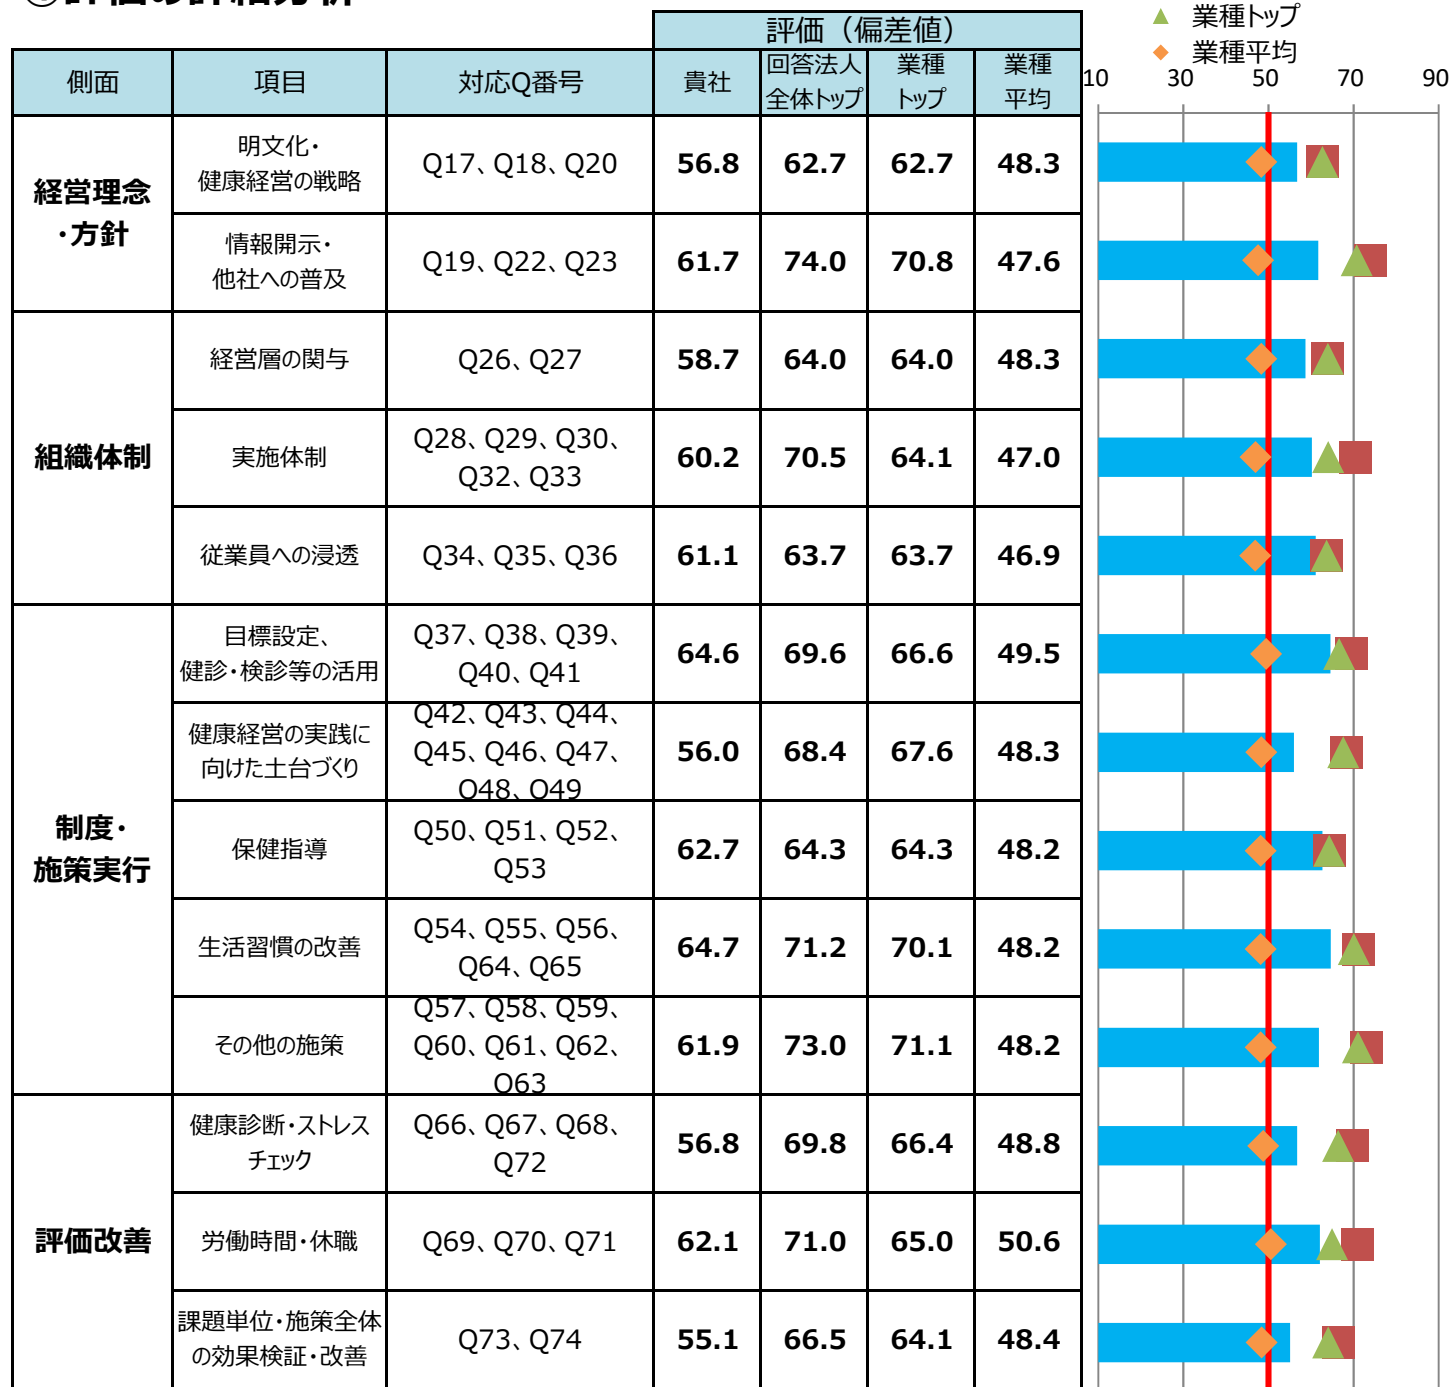 ②評価の詳細分析
▲ 業種トップ
◆ 業種平均
評価（偏差値）
側面 項目 対応Q番号 貴社 回答法人 業種 業種
全体トップ トップ 平均
10 30 50 70 90
経営理念
・方針
明文化・
健康経営の戦略
Q17、Q18、Q20 56.8 62.7 62.7 48.3
情報開示・
他社への普及
Q19、Q22、Q23 61.7 74.0 70.8 47.6
組織体制
経営層の関与 Q26、Q27 58.7 64.0 64.0 48.3
実施体制
Q28、Q29、Q30、
Q32、Q33
60.2 70.5 64.1 47.0
従業員への浸透 Q34、Q35、Q36 61.1 63.7 63.7 46.9
制度・
施策実行
目標設定、
健診・検診等の活用
Q37、Q38、Q39、
Q40、Q41
64.6 69.6 66.6 49.5
健康経営の実践に
向けた土台づくり
Q42、Q43、Q44、
Q45、Q46、Q47、
Q48、Q49
56.0 68.4 67.6 48.3
保健指導
Q50、Q51、Q52、
Q53
62.7 64.3 64.3 48.2
生活習慣の改善
Q54、Q55、Q56、
Q64、Q65
64.7 71.2 70.1 48.2
その他の施策
Q57、Q58、Q59、
Q60、Q61、Q62、
Q63
61.9 73.0 71.1 48.2
評価改善
健康診断・ストレス
チェック
Q66、Q67、Q68、
Q72
56.8 69.8 66.4 48.8
労働時間・休職 Q69、Q70、Q71 62.1 71.0 65.0 50.6
課題単位・施策全体
の効果検証・改善
Q73、Q74 55.1 66.5 64.1 48.4